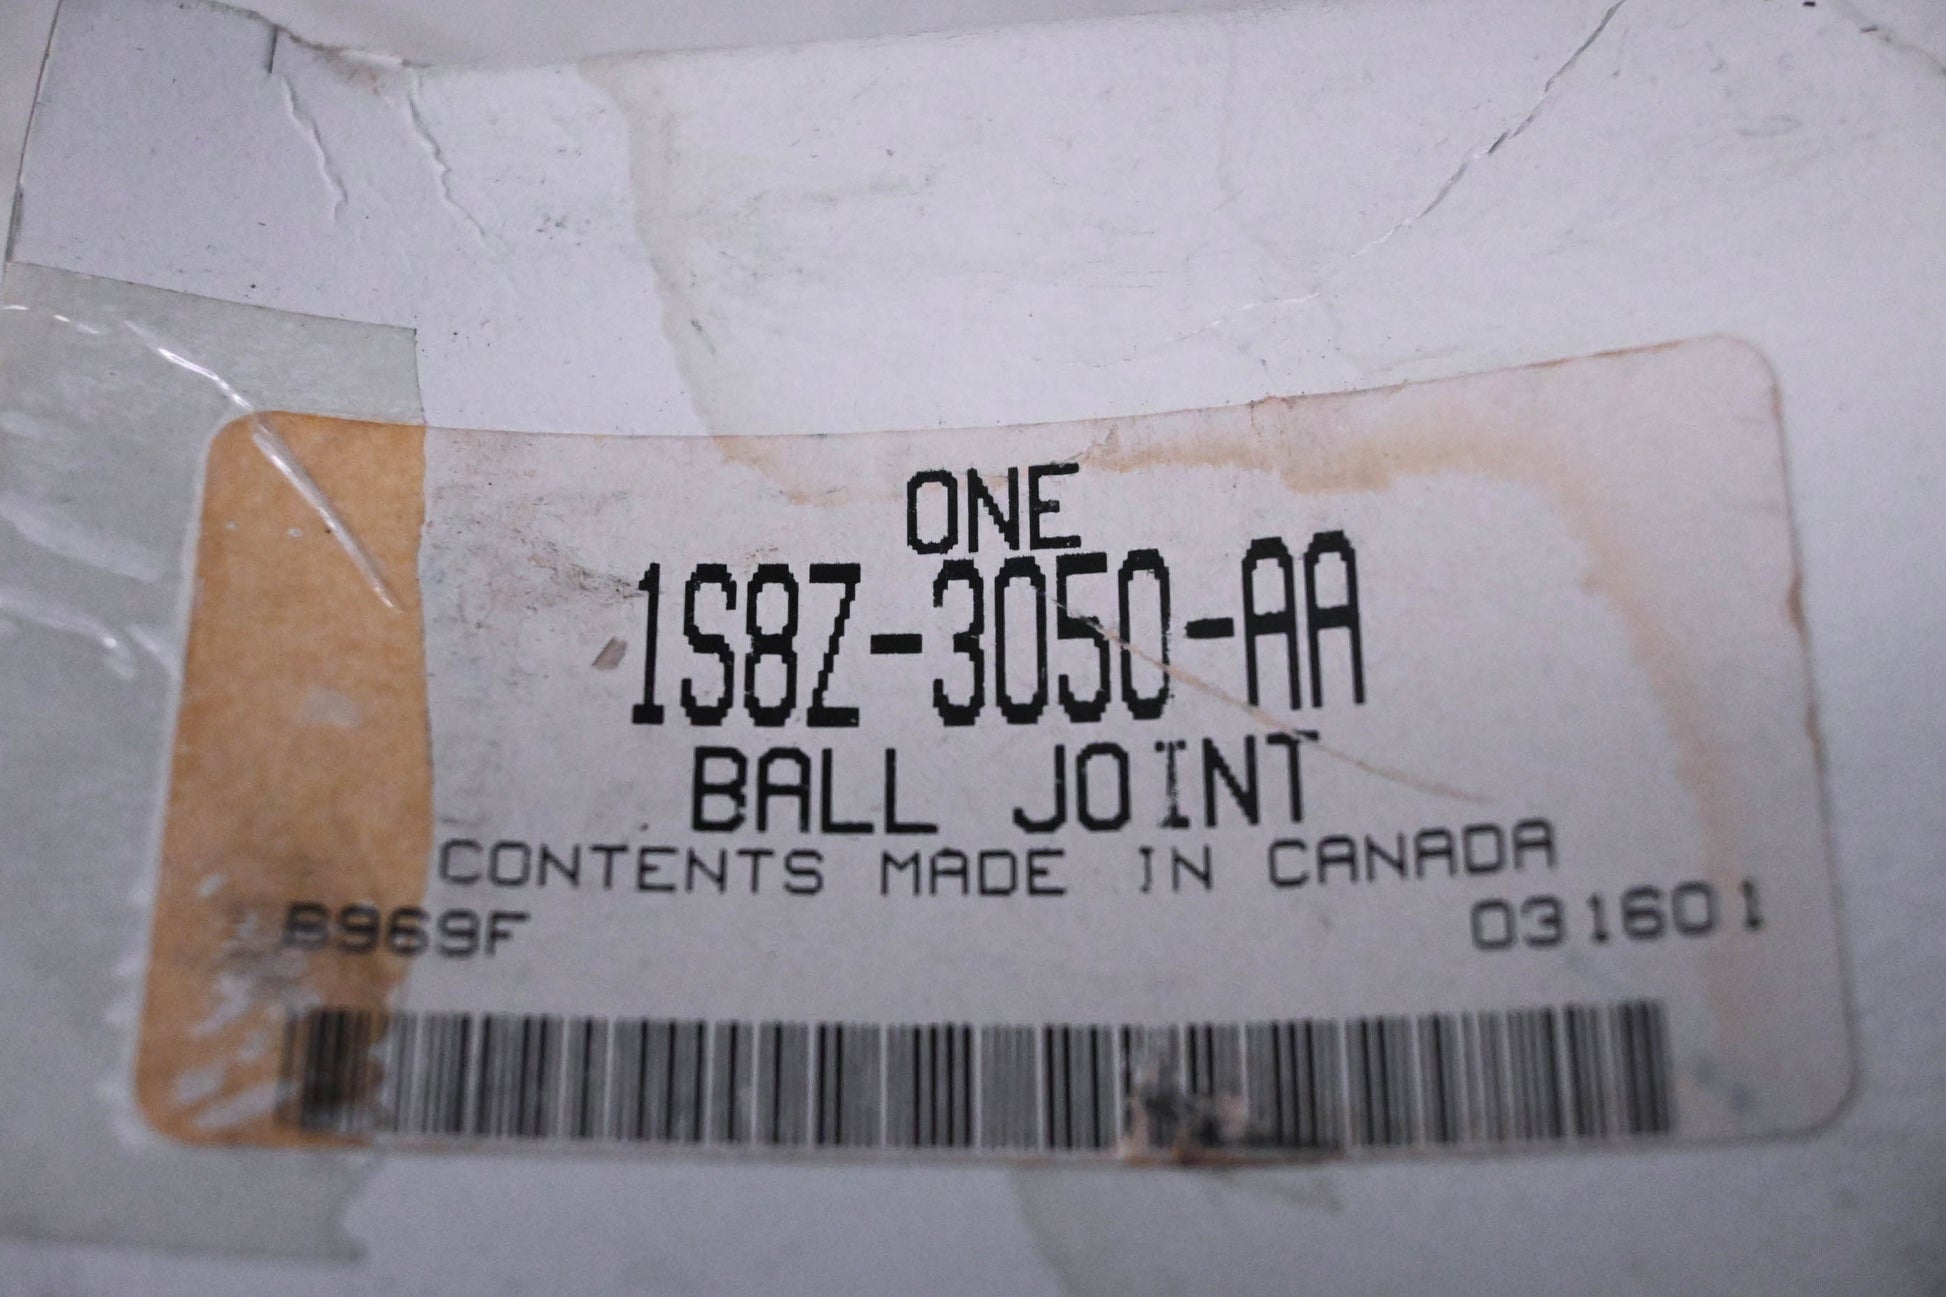 ONE
1S8Z-3050-AA
BALL JOINT
CONTENTS MADE IN CANADA
B969F 031601